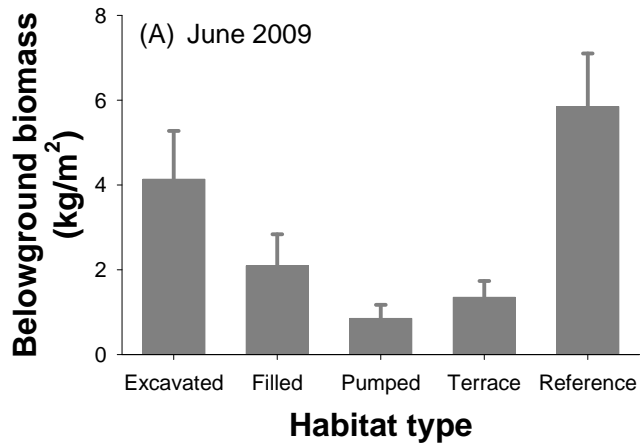 (A) June 2009
Belowground biomass
(kg/m²)
8
6
4
2
0
Excavated Filled Pumped Terrace Reference
Habitat type